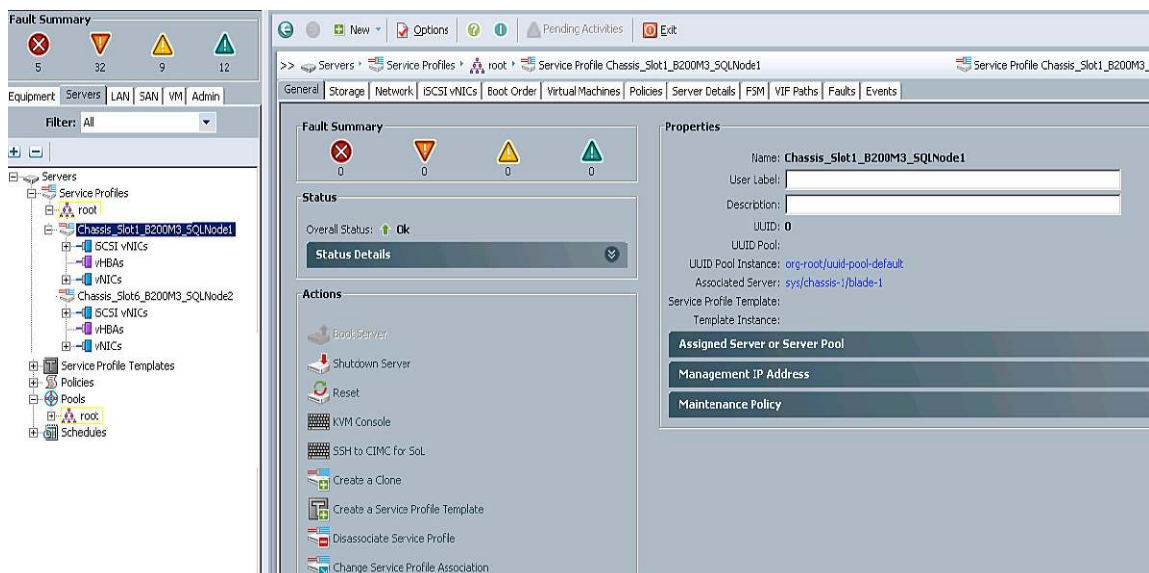 Fault Summary
5 32 9 12
Equipment Servers LAN SAN VM Admin
Filter: All
Servers
Service Profiles
root
Chassis_Slot1_B200M3_SQLNode1
iSCSI vNICs
vHBAs
vNICs
Chassis_Slot6_B200M3_SQLNode2
iSCSI vNICs
vHBAs
vNICs
Service Profile Templates
Policies
Pools
root
Schedules
New Options Pending Activities Exit
>> Servers Service Profiles root Service Profile Chassis_Slot1_B200M3_SQLNode1 Service Profile Chassis_Slot1_B200M3_
General Storage Network iSCSI vNICs Boot Order Virtual Machines Policies Server Details FSM VIF Paths Faults Events
Fault Summary
0 0 0 0
Status
Overall Status: Ok
Status Details
Actions
Boot Server
Shutdown Server
Reset
KVM Console
SSH to CIMC for SoL
Create a Clone
Create a Service Profile Template
Disassociate Service Profile
Change Service Profile Association
Properties
Name: Chassis_Slot1_B200M3_SQLNode1
User Label:
Description:
UUID: 0
UUID Pool:
UUID Pool Instance: org-root/uuid-pool-default
Associated Server: sys/chassis-1/blade-1
Service Profile Template:
Template Instance:
Assigned Server or Server Pool
Management IP Address
Maintenance Policy